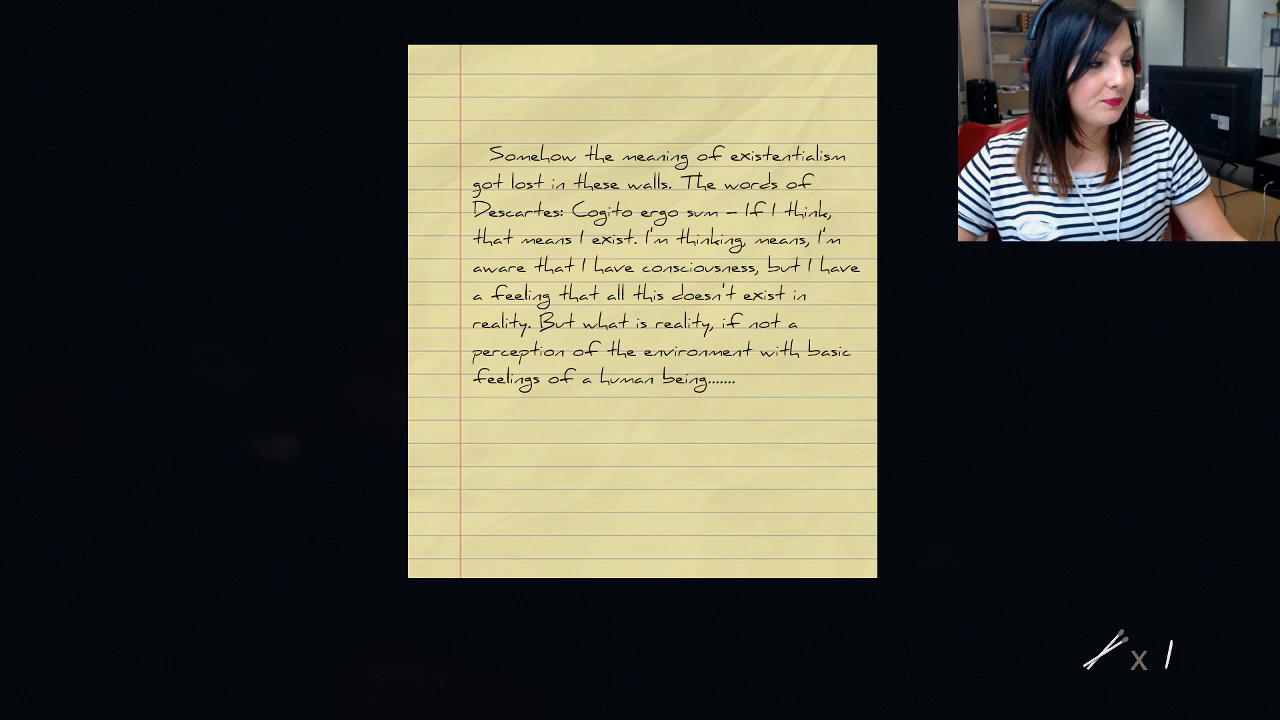 Somehow the meaning of existentialism
got lost in these walls. The words of
Descartes: Cogito ergo sum - If I think,
that means I exist. I'm thinking, means, I'm
aware that I have consciousness, but I have
a feeling that all this doesn't exist in
reality. But what is reality, if not a
perception of the environment with basic
feelings of a human being.......
x 1